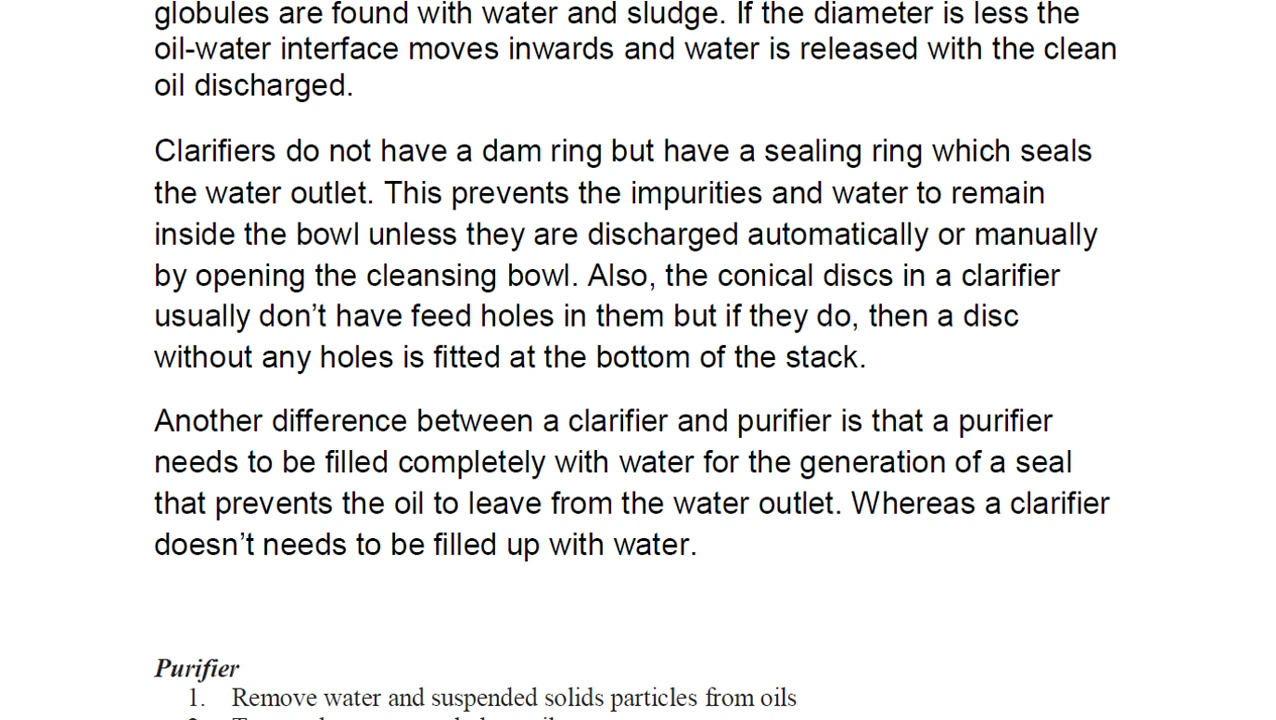 globules are found with water and sludge. If the diameter is less the
oil-water interface moves inwards and water is released with the clean
oil discharged.
Clarifiers do not have a dam ring but have a sealing ring which seals
the water outlet. This prevents the impurities and water to remain
inside the bowl unless they are discharged automatically or manually
by opening the cleansing bowl. Also, the conical discs in a clarifier
usually don’t have feed holes in them but if they do, then a disc
without any holes is fitted at the bottom of the stack.
Another difference between a clarifier and purifier is that a purifier
needs to be filled completely with water for the generation of a seal
that prevents the oil to leave from the water outlet. Whereas a clarifier
doesn’t needs to be filled up with water.
Purifier
1. Remove water and suspended solids particles from oils